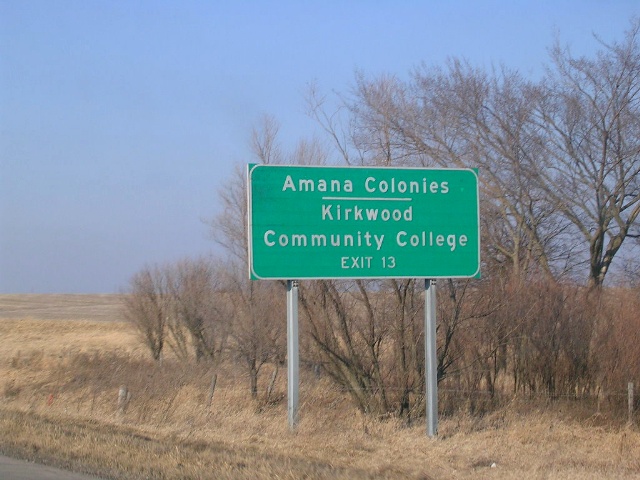 Amana Colonies
Kirkwood
Community College
EXIT 13